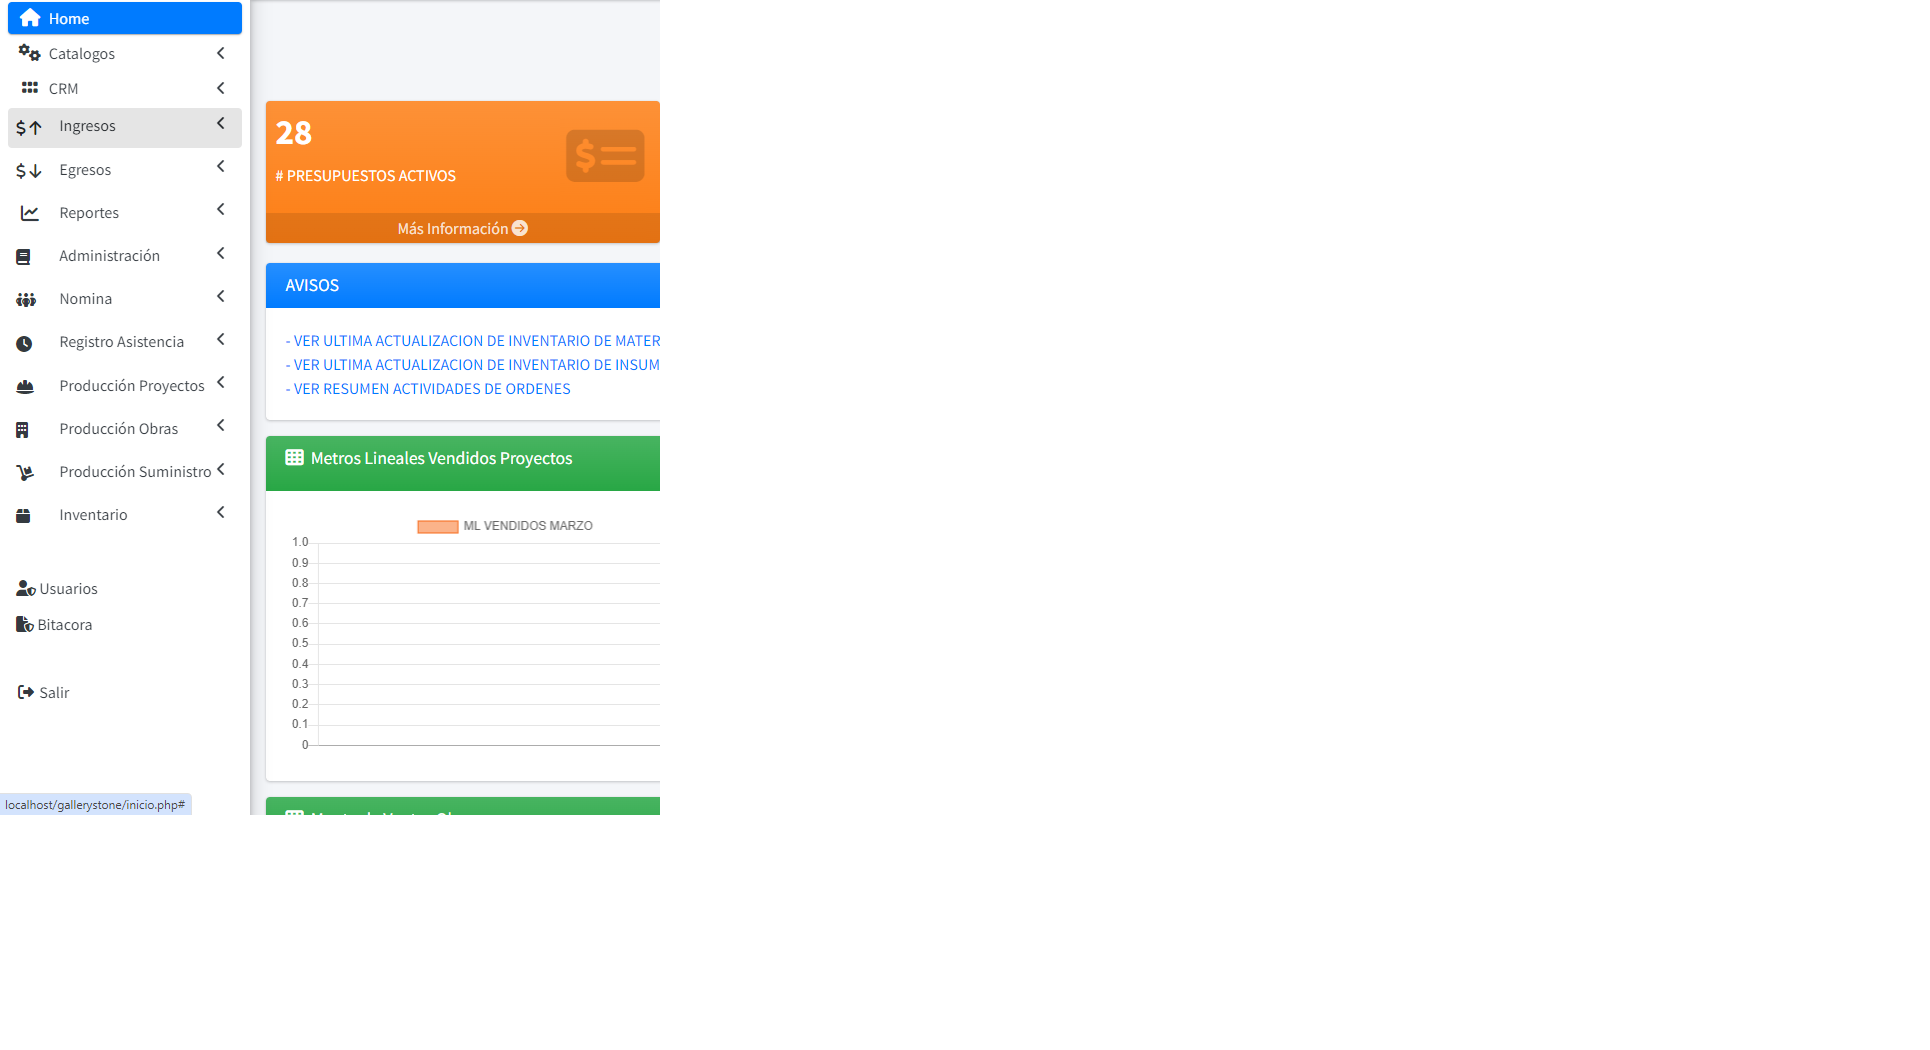 Home
Catalogos
CRM
Ingresos
Egresos
Reportes
Administración
Nomina
Registro Asistencia
Producción Proyectos
Producción Obras
Producción Suministro
Inventario
Usuarios
Bitacora
Salir
localhost/gallerystone/inicio.php#
28
# PRESUPUESTOS ACTIVOS
Más Información
AVISOS
- VER ULTIMA ACTUALIZACION DE INVENTARIO DE MATER
- VER ULTIMA ACTUALIZACION DE INVENTARIO DE INSUM
- VER RESUMEN ACTIVIDADES DE ORDENES
Metros Lineales Vendidos Proyectos
ML VENDIDOS MARZO
1.0
0.9
0.8
0.7
0.6
0.5
0.4
0.3
0.2
0.1
0